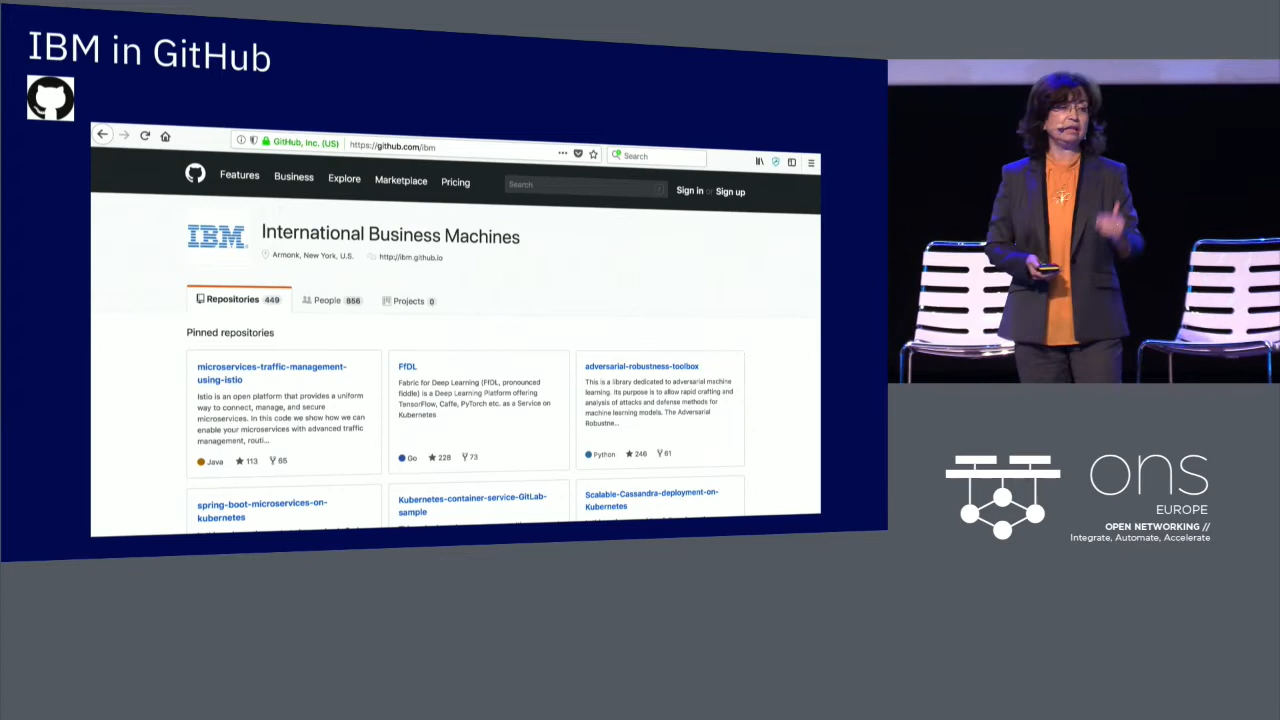 IBM in GitHub
GitHub, Inc. (US)
https://github.com/ibm
Search
Features
Business
Explore
Marketplace
Pricing
Search
Sign in or Sign up
IBM
International Business Machines
Armonk, New York, U.S.
http://ibm.github.io
Repositories 449
People 856
Projects 0
Pinned repositories
microservices-traffic-management-
using-istio
Istio is an open platform that provides a uniform
way to connect, manage, and secure
microservices. In this code we show how we can
enable your microservices with advanced traffic
management, routi...
Java 113 65
FfDL
Fabric for Deep Learning (FfDL, pronounced
fiddle) is a Deep Learning Platform offering
TensorFlow, Caffe, PyTorch etc. as a Service on
Kubernetes
Go 228 73
adversarial-robustness-toolbox
This is a library dedicated to adversarial machine
learning. Its purpose is to allow rapid crafting and
analysis of attacks and defense methods for
machine learning models. The Adversarial
Robustne...
Python 246 61
spring-boot-microservices-on-
kubernetes
Kubernetes-container-service-GitLab-
sample
Scalable-Cassandra-deployment-on-
Kubernetes
ons
EUROPE
OPEN NETWORKING //
Integrate, Automate, Accelerate